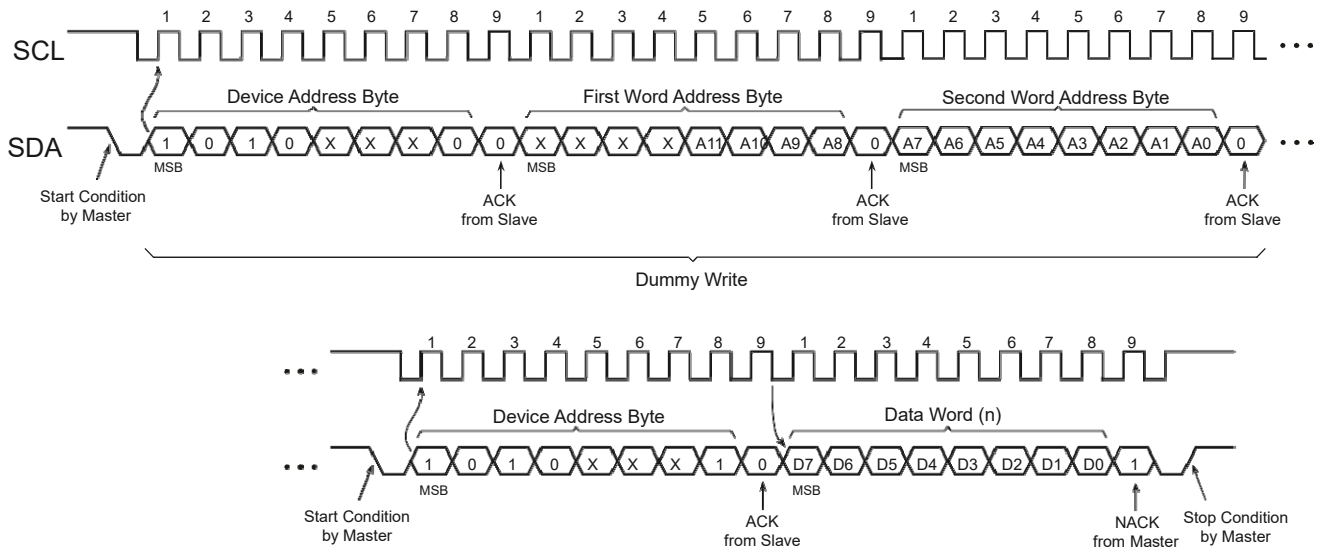 1 2 3 4 5 6 7 8 9 1 2 3 4 5 6 7 8 9 1 2 3 4 5 6 7 8 9
SCL
Device Address Byte First Word Address Byte Second Word Address Byte
SDA 1 0 1 0 X X X 0 0 X X X X A11 A10 A9 A8 0 A7 A6 A5 A4 A3 A2 A1 A0 0
MSB MSB MSB
Start Condition
by Master
ACK
from Slave
ACK
from Slave
ACK
from Slave
Dummy Write
1 2 3 4 5 6 7 8 9 1 2 3 4 5 6 7 8 9
Device Address Byte Data Word (n)
1 0 1 0 X X X 1 0 D7 D6 D5 D4 D3 D2 D1 D0 1
MSB MSB
Start Condition
by Master
ACK
from Slave
NACK
from Master
Stop Condition
by Master